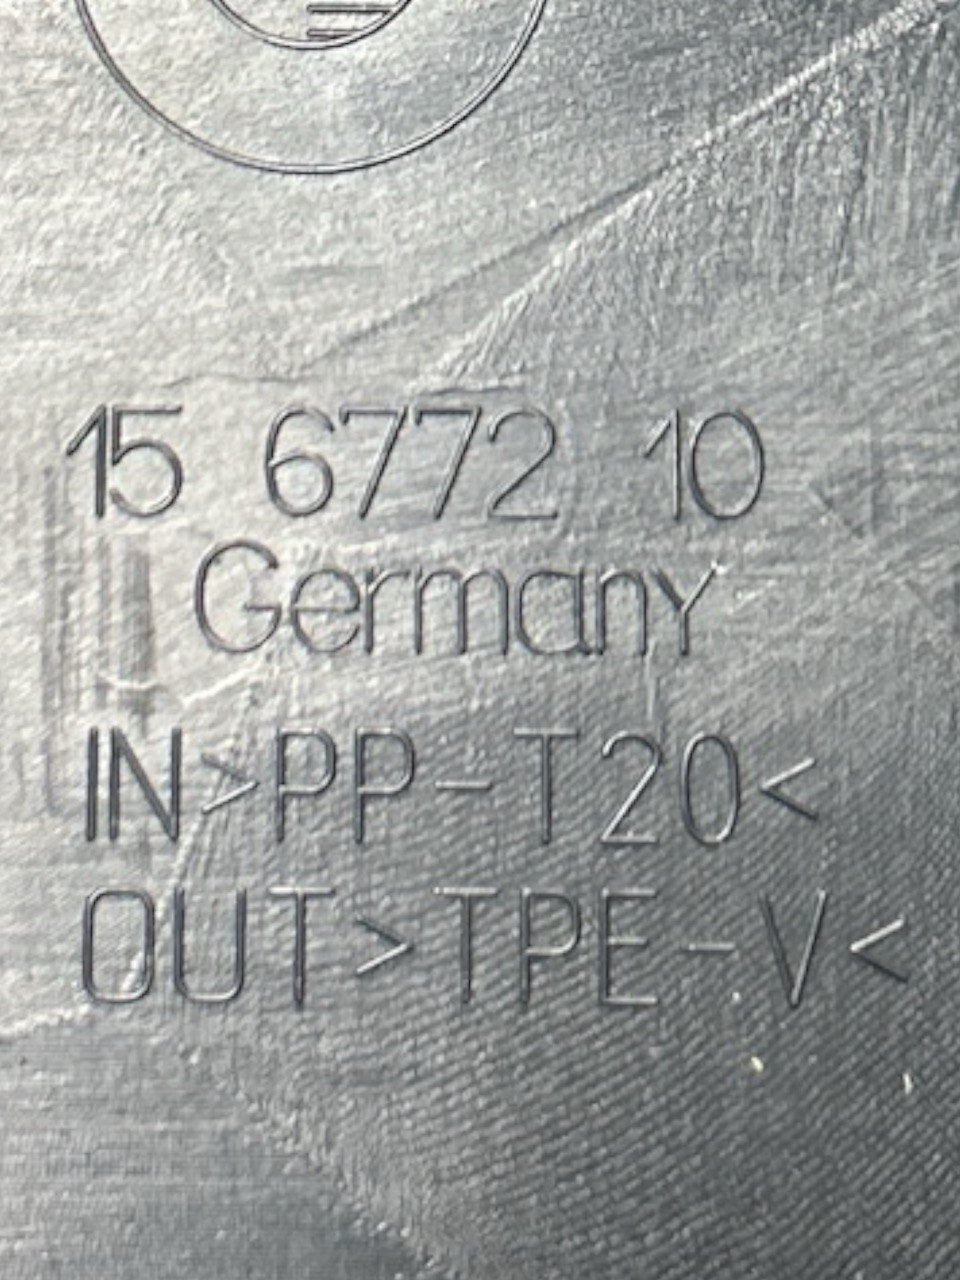 15 6772 10
Germany
IN>PP-T20<
OUT>TPE-V<